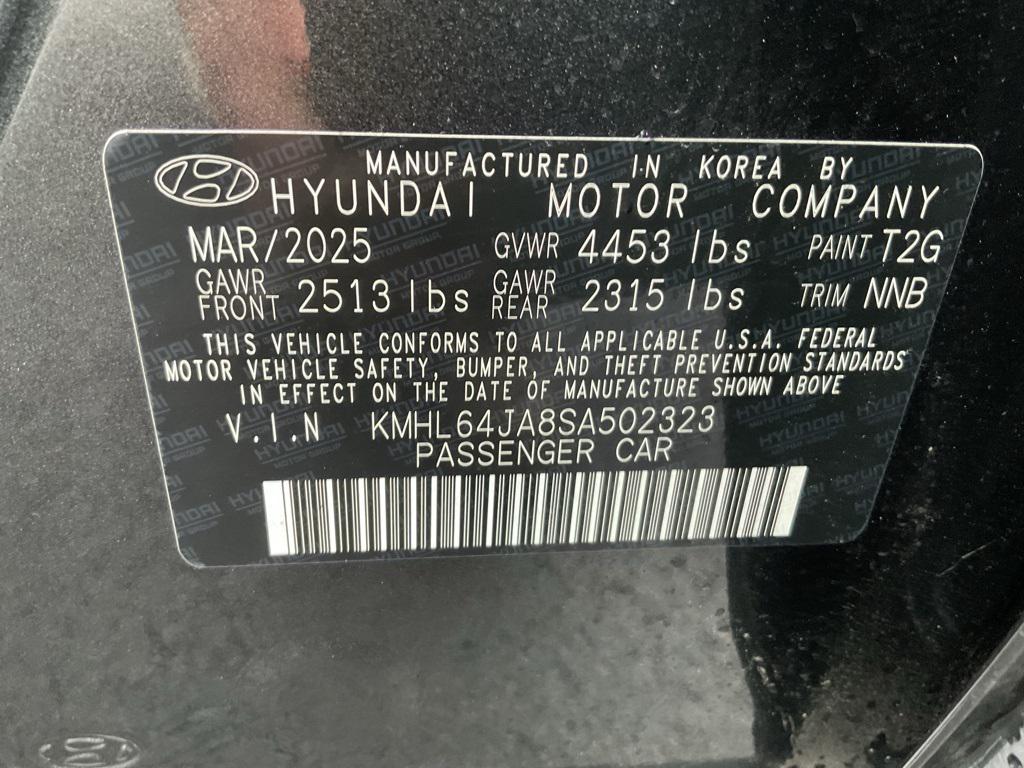 MANUFACTURED IN KOREA BY
HYUNDAI MOTOR COMPANY
MAR/2025 GVWR 4453 lbs PAINT T2G
GAWR FRONT 2513 lbs GAWR REAR 2315 lbs TRIM NNB
THIS VEHICLE CONFORMS TO ALL APPLICABLE U.S.A. FEDERAL
MOTOR VEHICLE SAFETY, BUMPER, AND THEFT PREVENTION STANDARDS
IN EFFECT ON THE DATE OF MANUFACTURE SHOWN ABOVE
V.I.N KMHL64JA8SA502323
PASSENGER CAR